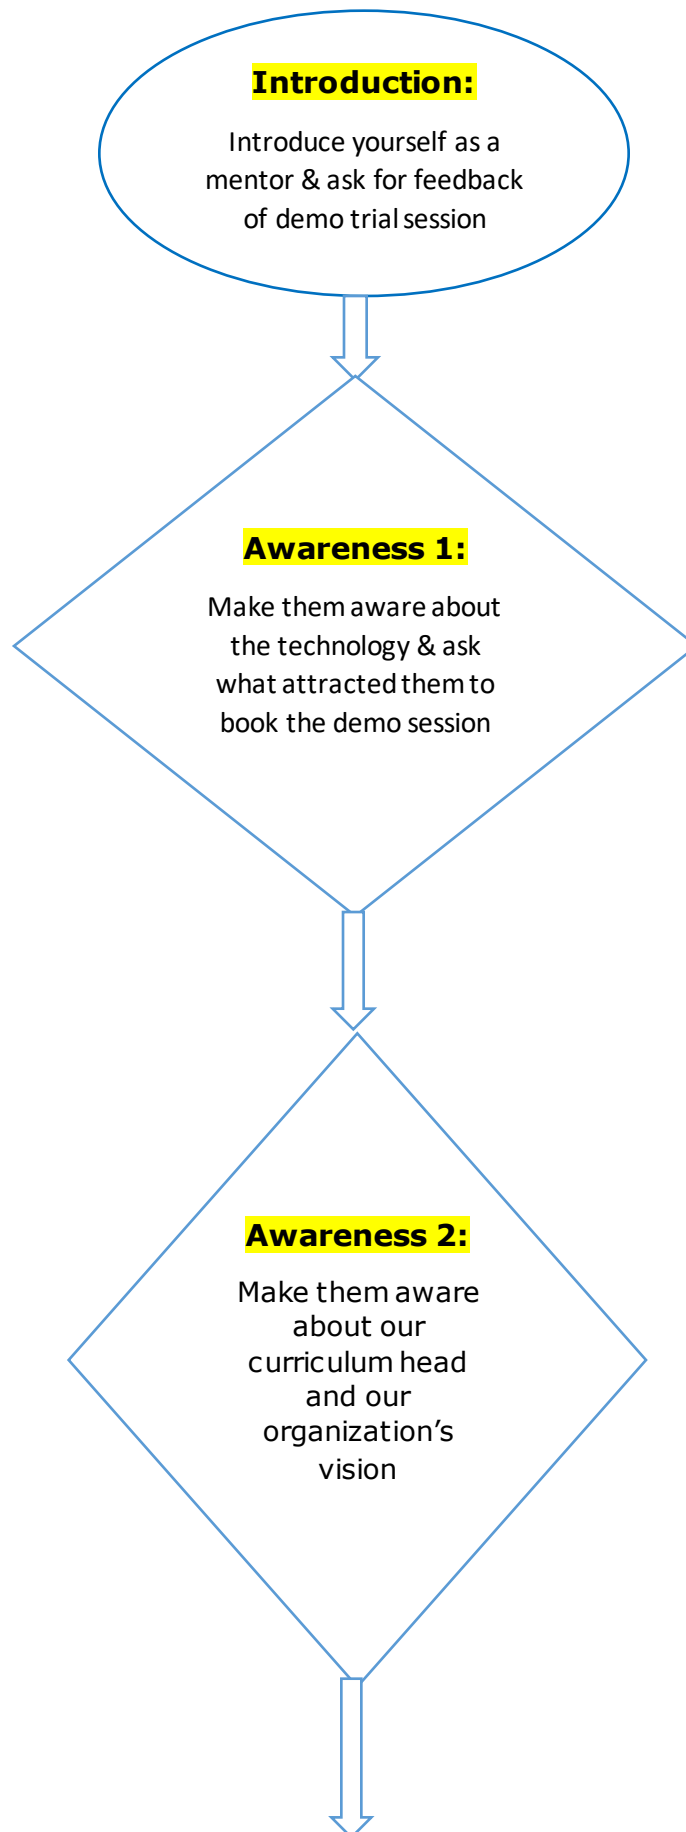 Introduction:
Introduce yourself as a
mentor & ask for feedback
of demo trial session
Awareness 1:
Make them aware about
the technology & ask
what attracted them to
book the demo session
Awareness 2:
Make them aware
about our
curriculum head
and our
organization’s
vision